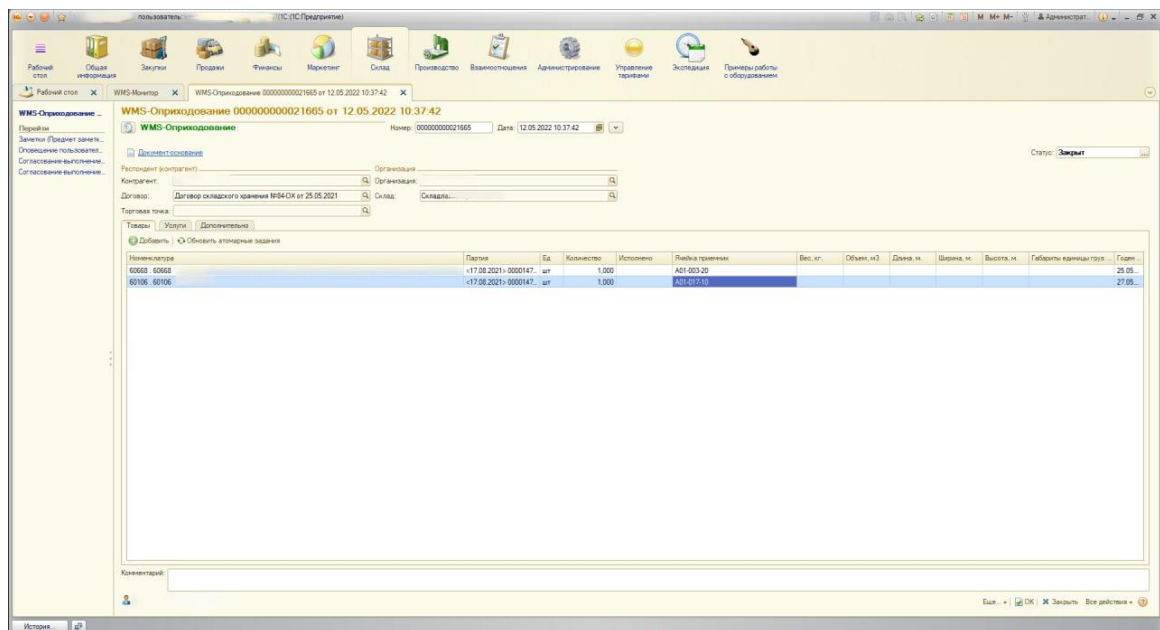 пользователь: (1С:Предприятие)
M M+ M- Администрат...
Рабочий стол
Общая информация
Закупки
Продажи
Финансы
Маркетинг
Склад
Производство
Взаимоотношения
Администрирование
Управление тарифами
Экспедиция
Примеры работы с оборудованием
Рабочий стол
WMS-Монитор
WMS-Оприходование 000000000021665 от 12.05.2022 10:37:42
WMS-Оприходование ...
Перейти
Заметки (Предмет заметк...
Оповещение пользовател...
Согласование-выполнение...
Согласование-выполнение...
WMS-Оприходование 000000000021665 от 12.05.2022 10:37:42
WMS-Оприходование
Номер: 000000000021665 Дата: 12.05.2022 10:37:42
Документ-основание
Статус: Закрыт
Респондент (контрагент) Организация
Контрагент: Организация:
Договор: Договор складского хранения №84-ОХ от 25.05.2021 Склад:
Торговая точка:
Товары Услуги Дополнительно
Добавить Обновить атомарные задания
Номенклатура Партия Ед. Количество Исполнено Ячейка приемник Вес, кг. Объем, м3 Длина, м. Ширина, м. Высота, м. Габариты единицы груз... Годен...
60668 . 60668 <17.08.2021> 0000147... шт 1,000 A01-003-20 25.05...
60106 . 60106 <17.08.2021> 0000147... шт 1,000 A01-017-10 27.05...
Комментарий:
Еще... OK Закрыть Все действия
История...